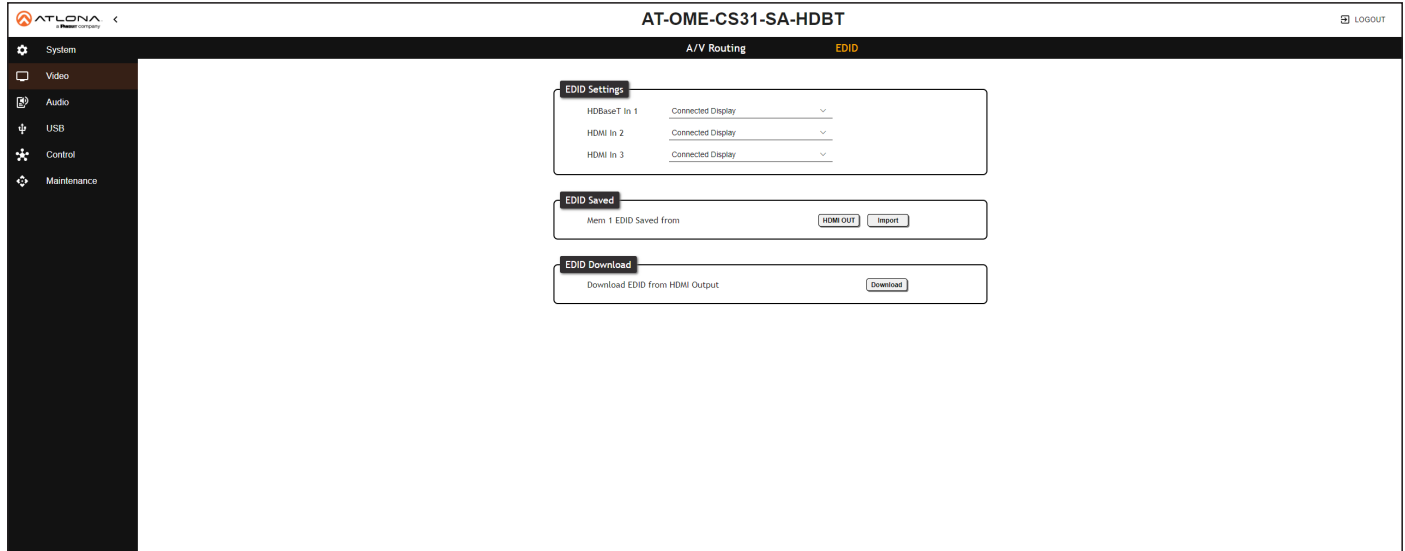 ATLONA
a Panduit company
AT-OME-CS31-SA-HDBT
LOGOUT
System
A/V Routing
EDID
Video
Audio
USB
Control
Maintenance
EDID Settings
HDBaseT In 1 Connected Display
HDMI In 2 Connected Display
HDMI In 3 Connected Display
EDID Saved
Mem 1 EDID Saved from HDMI OUT Import
EDID Download
Download EDID from HDMI Output Download